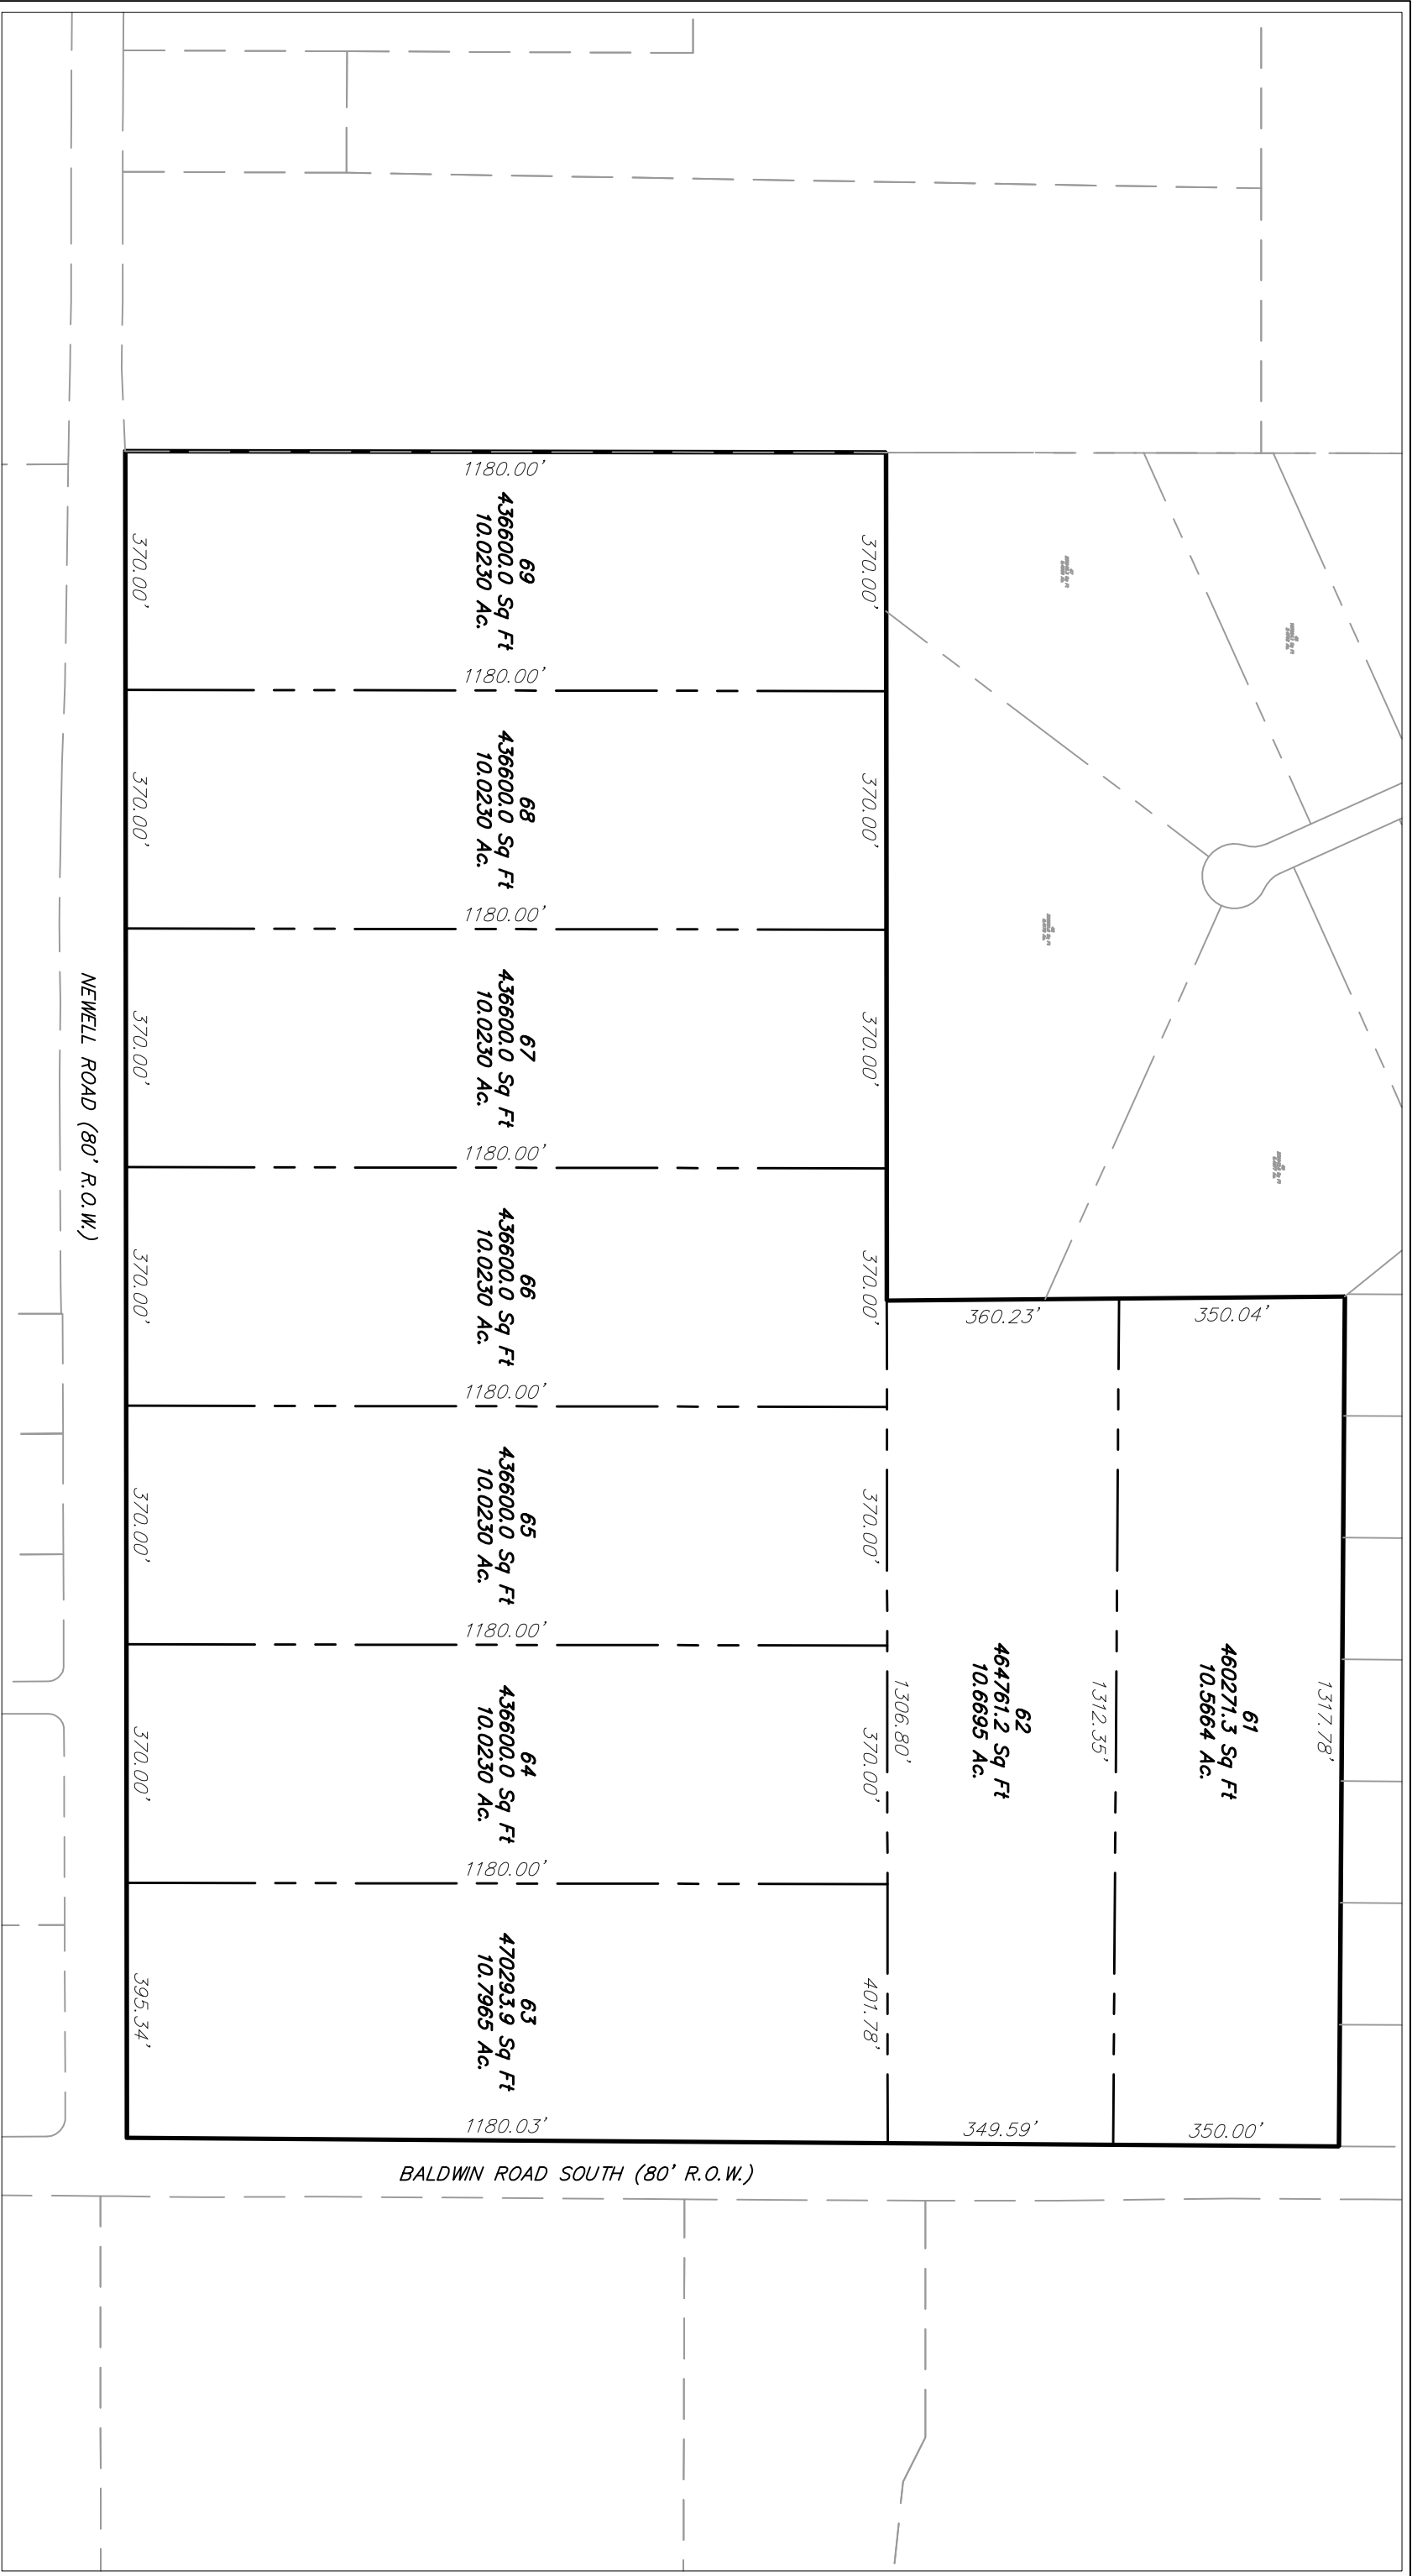 1180.00'
370.00'
69
436600.0 Sq Ft
10.0230 Ac.
370.00'
1180.00'
370.00'
68
436600.0 Sq Ft
10.0230 Ac.
370.00'
1180.00'
370.00'
67
436600.0 Sq Ft
10.0230 Ac.
370.00'
1180.00'
NEWELL ROAD (80' R.O.W.)
370.00'
66
436600.0 Sq Ft
10.0230 Ac.
370.00'
360.23'
350.04'
1180.00'
370.00'
65
436600.0 Sq Ft
10.0230 Ac.
370.00'
1180.00'
1317.78'
61
460271.3 Sq Ft
10.5664 Ac.
1312.35'
62
464761.2 Sq Ft
10.6695 Ac.
1306.80'
370.00'
64
436600.0 Sq Ft
10.0230 Ac.
370.00'
1180.00'
401.78'
63
470293.9 Sq Ft
10.7965 Ac.
395.34'
1180.03'
349.59'
350.00'
BALDWIN ROAD SOUTH (80' R.O.W.)